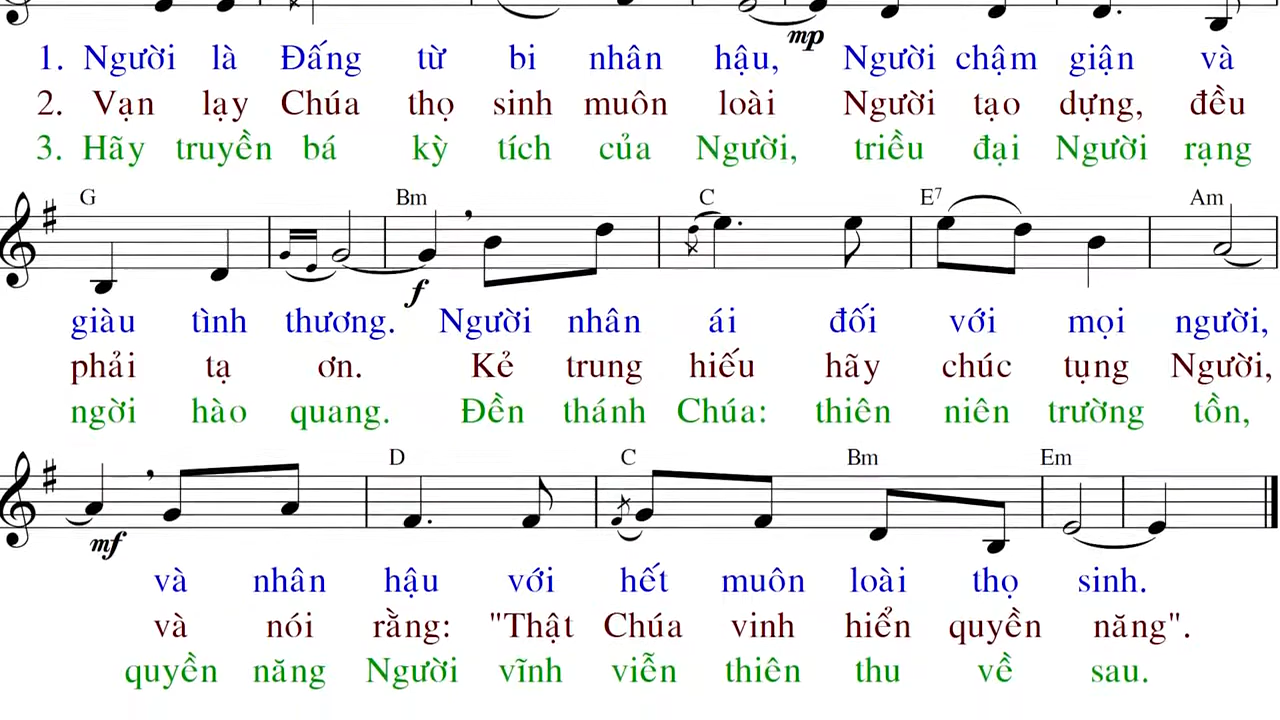 mp
1. Người là Đấng từ bi nhân hậu, Người chậm giận và
2. Vạn lạy Chúa thọ sinh muôn loài Người tạo dựng, đều
3. Hãy truyền bá kỳ tích của Người, triều đại Người rạng
G Bm C E7 Am
f
giàu tình thương. Người nhân ái đối với mọi người,
phải tạ ơn. Kẻ trung hiếu hãy chúc tụng Người,
ngời hào quang. Đền thánh Chúa: thiên niên trường tồn,
D C Bm Em
mf
và nhân hậu với hết muôn loài thọ sinh.
và nói rằng: "Thật Chúa vinh hiển quyền năng".
quyền năng Người vĩnh viễn thiên thu về sau.